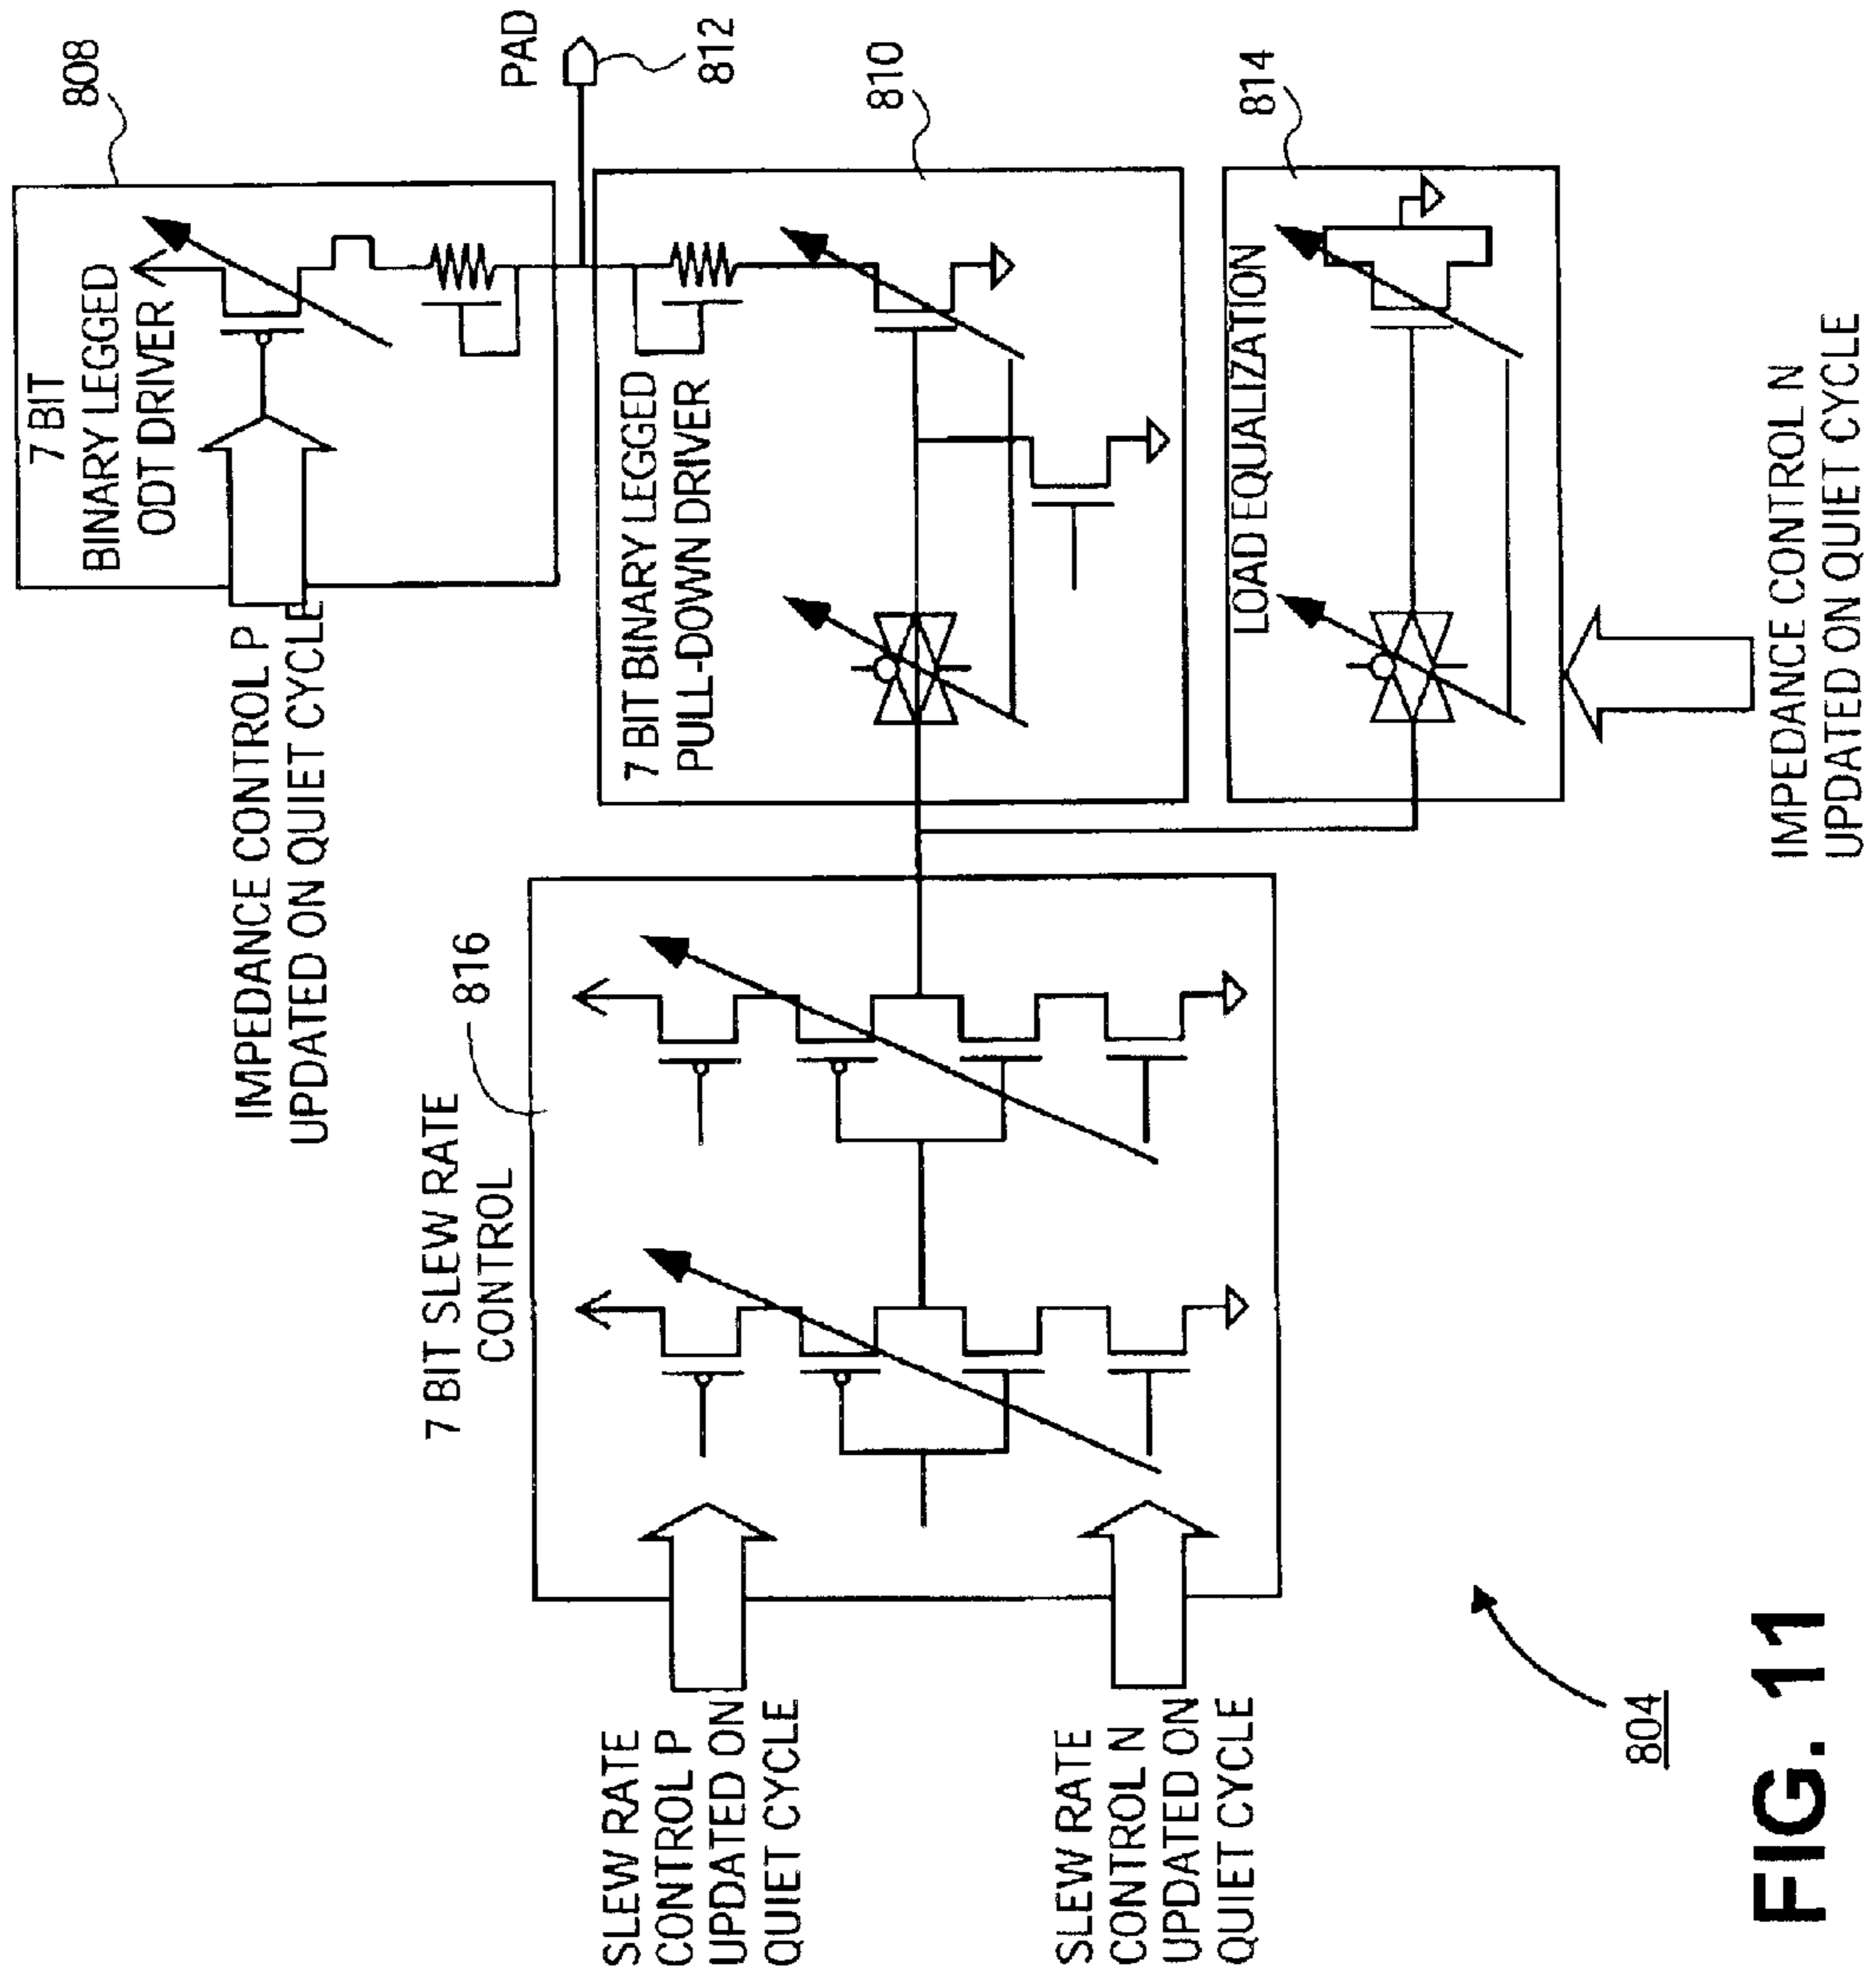 7 BIT
BINARY LEGGED
ODT DRIVER
808
PAD
812
IMPEDANCE CONTROL P
UPDATED ON QUIET CYCLE
7 BIT BINARY LEGGED
PULL-DOWN DRIVER
810
7 BIT SLEW RATE
CONTROL
816
LOAD EQUALIZATION
814
SLEW RATE
CONTROL P
UPDATED ON
QUIET CYCLE
SLEW RATE
CONTROL N
UPDATED ON
QUIET CYCLE
IMPEDANCE CONTROL N
UPDATED ON QUIET CYCLE
804
FIG. 11